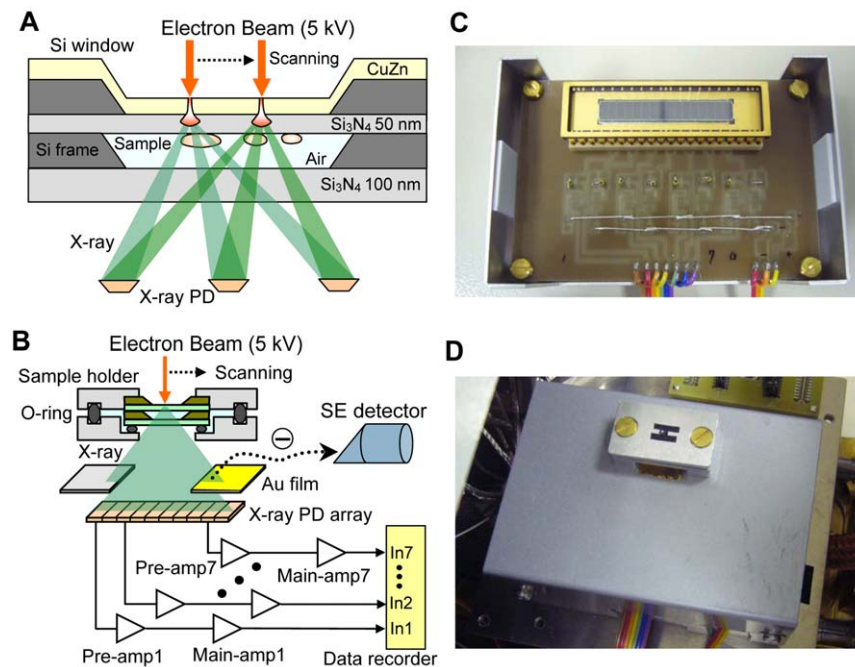 A
Electron Beam (5 kV)
Si window
Scanning
CuZn
Si₃N₄ 50 nm
Si frame
Sample
Air
Si₃N₄ 100 nm
X-ray
X-ray PD
B
Electron Beam (5 kV)
Scanning
Sample holder
O-ring
SE detector
X-ray
Au film
X-ray PD array
Pre-amp7
Main-amp7
In7
In2
In1
Pre-amp1
Main-amp1
Data recorder
C
D